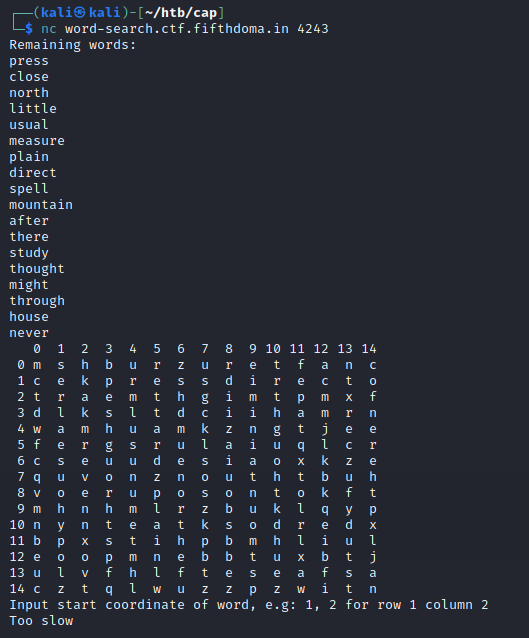 ┌──(kali㉿kali)-[~/htb/cap]
└─$ nc word-search.ctf.fifthdoma.in 4243
Remaining words:
press
close
north
little
usual
measure
plain
direct
spell
mountain
after
there
study
thought
might
through
house
never
0 1 2 3 4 5 6 7 8 9 10 11 12 13 14
0 m s h b u r z u r e t f a n c
1 c e k p r e s s d i r e c t o
2 t r a e m t h g i m t p m x f
3 d l k s l t d c i i h a m r n
4 w a m h u a m k z n g t j e e
5 f e r g s r u l a i u q l c r
6 c s e u u d e s i a o x k z e
7 q u v o n z n o u t h t b u h
8 v o e r u p o s o n t o k f t
9 m h n h m l r z b u k l q y p
10 n y n t e a t k s o d r e d x
11 b p x s t i h p b m h l i u l
12 e o o p m n e b b t u x b t j
13 u l v f h l f t e s e a f s a
14 c z t q l w u z z p z w i t n
Input start coordinate of word, e.g: 1, 2 for row 1 column 2
Too slow